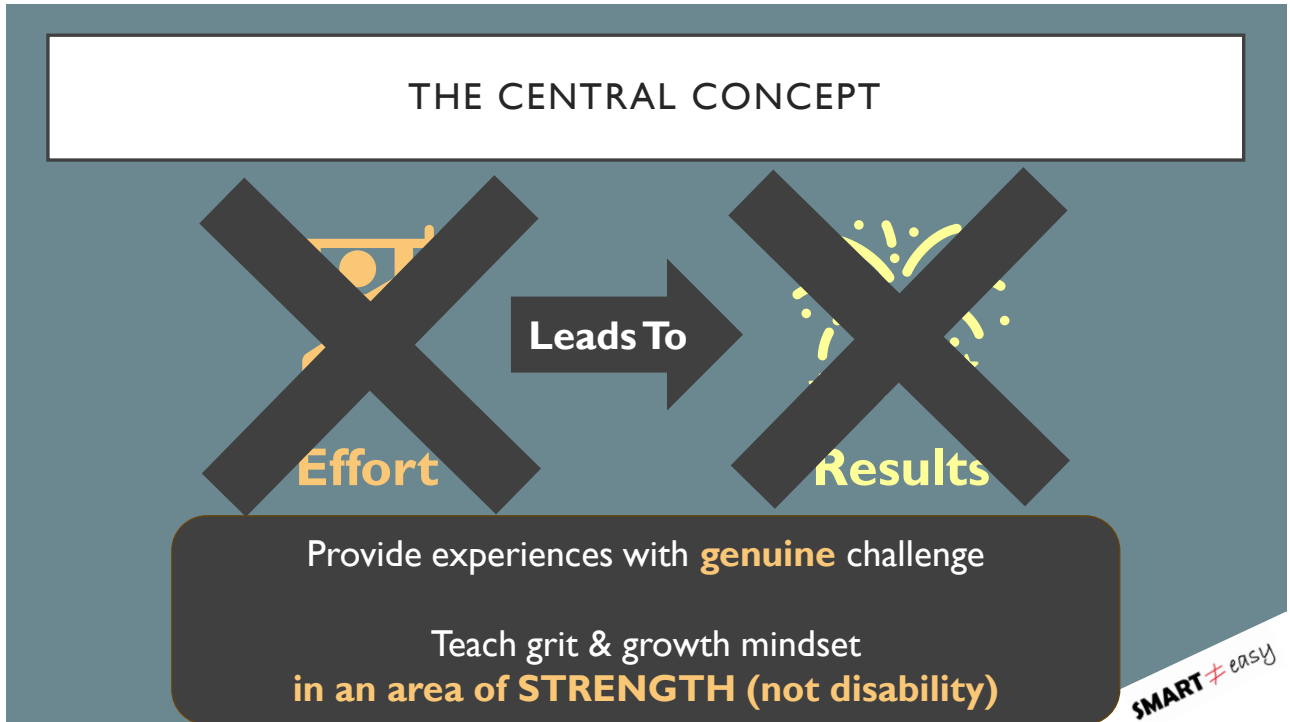 THE CENTRAL CONCEPT
Leads To
Effort
Results
Provide experiences with genuine challenge
Teach grit & growth mindset
in an area of STRENGTH (not disability)
SMART ≠ easy